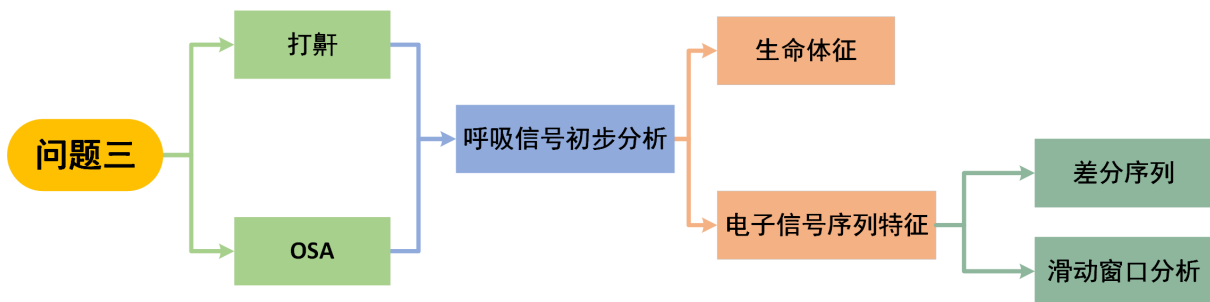 问题三
打鼾
OSA
呼吸信号初步分析
生命体征
电子信号序列特征
差分序列
滑动窗口分析